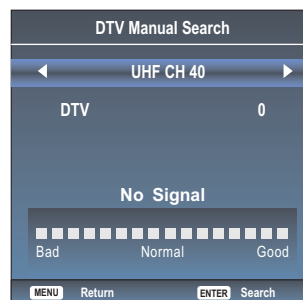 DTV Manual Search
UHF CH 40
DTV 0
No Signal
Bad Normal Good
MENU Return ENTER Search